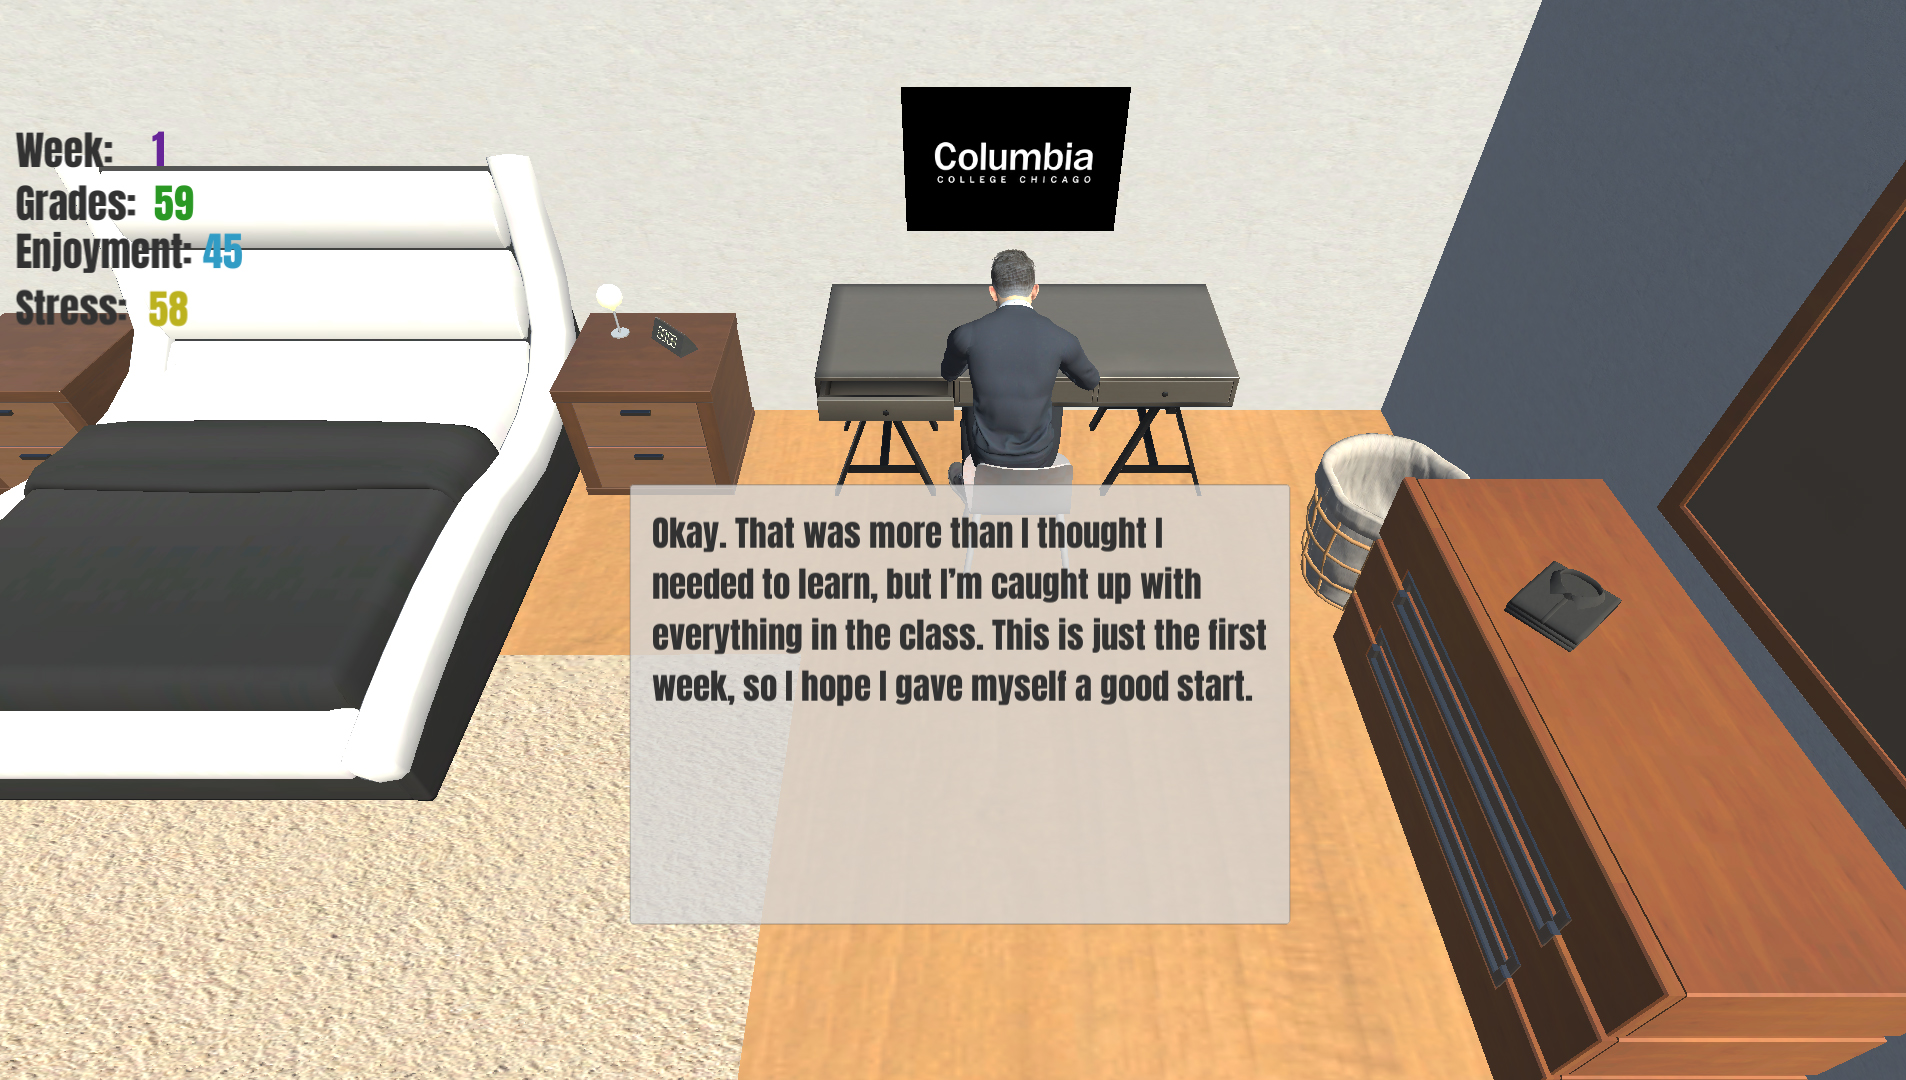 Columbia
COLLEGE CHICAGO
Week: 1
Grades: 59
Enjoyment: 45
Stress: 58
Okay. That was more than I thought I
needed to learn, but I'm caught up with
everything in the class. This is just the first
week, so I hope I gave myself a good start.